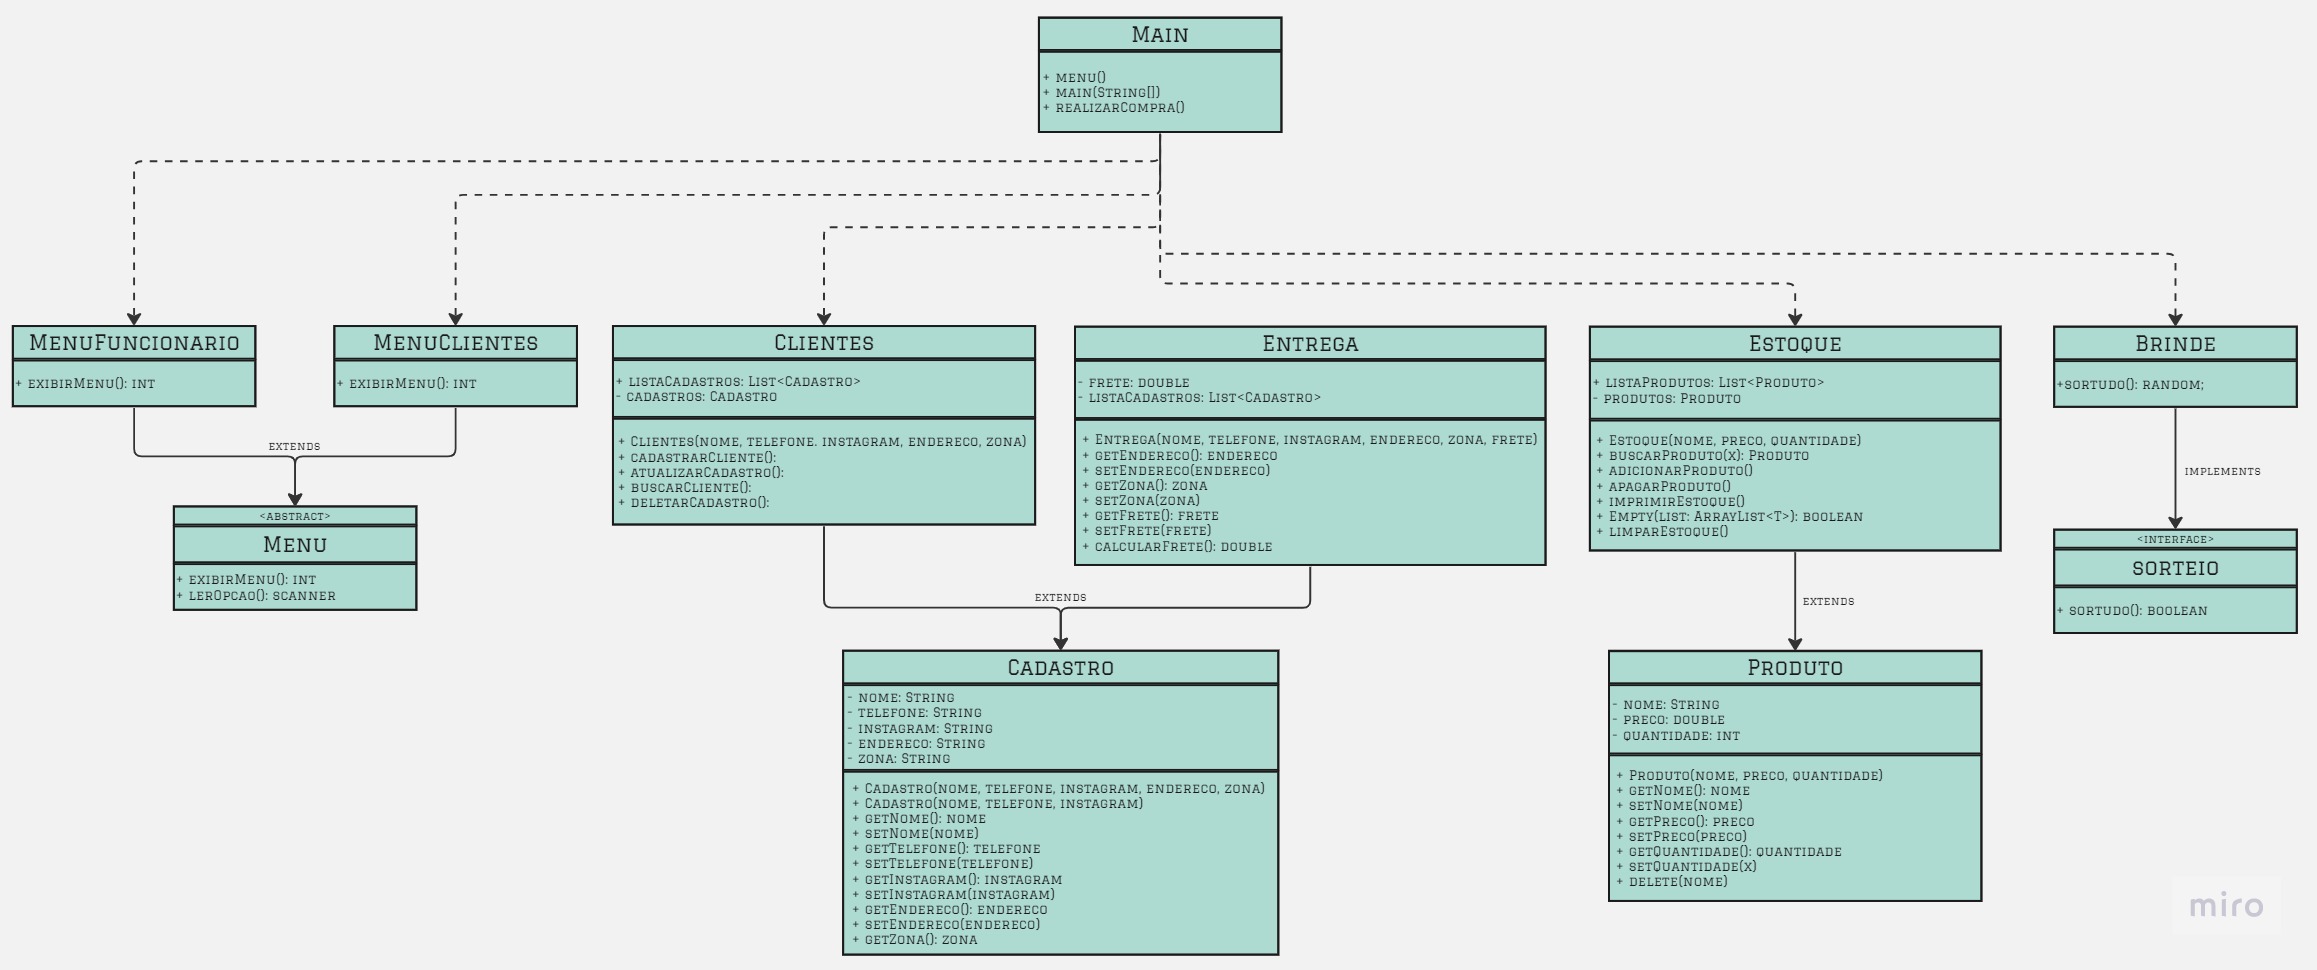 Main
+ menu()
+ main(String[])
+ realizarCompra()
MenuFuncionario
+ exibirMenu(): int
MenuClientes
+ exibirMenu(): int
extends
<abstract>
Menu
+ exibirMenu(): int
+ lerOpcao(): scanner
Clientes
+ listaCadastros: List<Cadastro>
- cadastros: Cadastro
+ Clientes(nome, telefone. instagram, endereco, zona)
+ cadastrarCliente():
+ atualizarCadastro():
+ buscarCliente():
+ deletarCadastro():
Entrega
- frete: double
- listaCadastros: List<Cadastro>
+ Entrega(nome, telefone, instagram, endereco, zona, frete)
+ getEndereco(): endereco
+ setEndereco(endereco)
+ getZona(): zona
+ setZona(zona)
+ getFrete(): frete
+ setFrete(frete)
+ calcularFrete(): double
extends
Cadastro
- nome: String
- telefone: String
- instagram: String
- endereco: String
- zona: String
+ Cadastro(nome, telefone, instagram, endereco, zona)
+ Cadastro(nome, telefone, instagram)
+ getNome(): nome
+ setNome(nome)
+ getTelefone(): telefone
+ setTelefone(telefone)
+ getInstagram(): instagram
+ setInstagram(instagram)
+ getEndereco(): endereco
+ setEndereco(endereco)
+ getZona(): zona
Estoque
+ listaProdutos: List<Produto>
- produtos: Produto
+ Estoque(nome, preco, quantidade)
+ buscarProduto(x): Produto
+ adicionarProduto()
+ apagarProduto()
+ imprimirEstoque()
+ Empty(list: ArrayList<T>): boolean
+ limparEstoque()
extends
Produto
- nome: String
- preco: double
- quantidade: int
+ Produto(nome, preco, quantidade)
+ getNome(): nome
+ setNome(nome)
+ getPreco(): preco
+ setPreco(preco)
+ getQuantidade(): quantidade
+ setQuantidade(x)
+ delete(nome)
Brinde
+sortudo(): random;
implements
<interface>
sorteio
+ sortudo(): boolean
miro